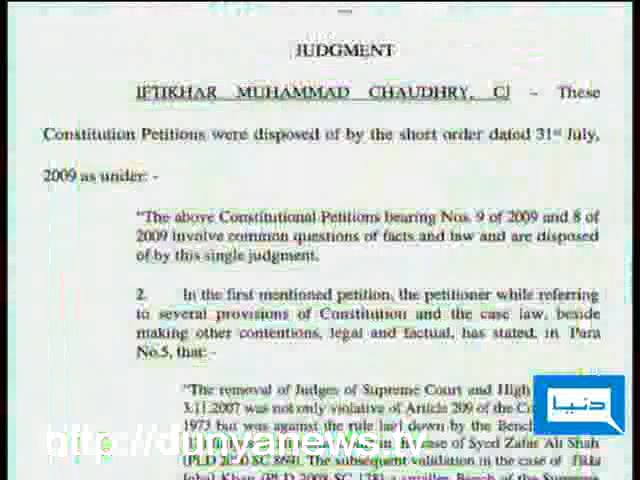 JUDGMENT
IFTIKHAR MUHAMMAD CHAUDHRY, CJ – These
Constitution Petitions were disposed of by the short order dated 31st July,
2009 as under: -
"The above Constitutional Petitions bearing Nos. 9 of 2009 and 8 of
2009 involve common questions of facts and law and are disposed
of by this single judgment.
2. In the first mentioned petition, the petitioner while referring
to several provisions of Constitution and the case law, beside
making other contentions, legal and factual, has stated, in Para
No.5, that: -
"The removal of Judges of Supreme Court and High
3.11.2007 was not only violative of Article 209 of the
1973 but was against the rule laid down by the Bench
in the case of Syed Zafar Ali Shah
(PLD 2000 SC 869). The subsequent validation in the case of Tikka
Iqbal Khan (PLD 2008 SC 178) a smaller Bench of the Supreme
دنیا
http://dunyanews.tv